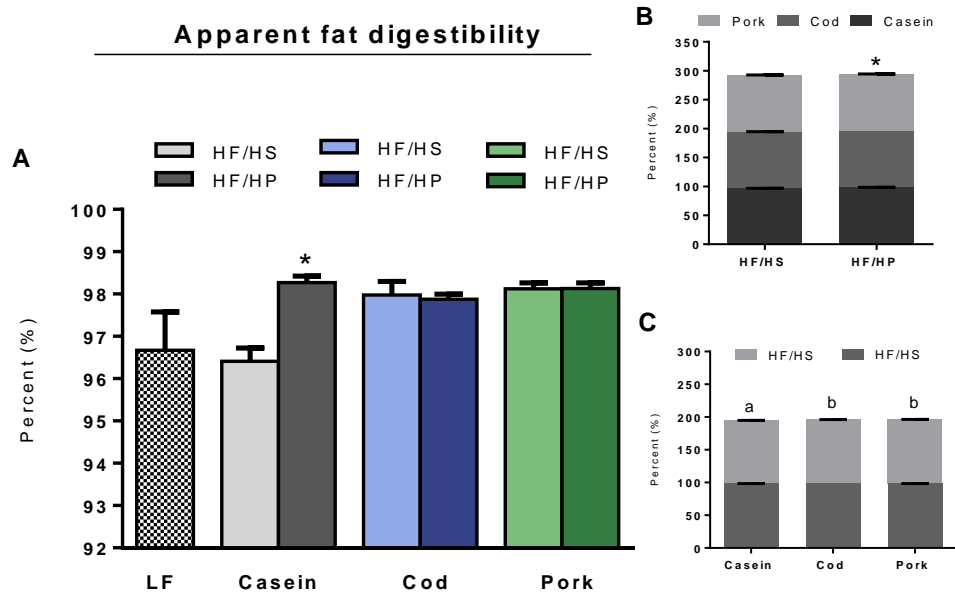 Apparent fat digestibility
A
HF/HS
HF/HS
HF/HS
HF/HP
HF/HP
HF/HP
Percent (%)
100
99
98
97
96
95
94
93
92
*
LF
Casein
Cod
Pork
B
Pork
Cod
Casein
Percent (%)
350
300
250
200
150
100
50
0
*
HF/HS
HF/HP
C
HF/HS
HF/HS
Percent (%)
300
250
200
150
100
50
0
a
b
b
Casein
Cod
Pork